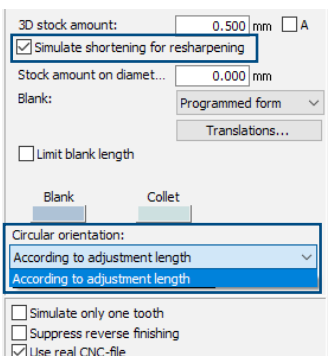 3D stock amount: 0.500 mm A
Simulate shortening for resharpening
Stock amount on diamet... 0.000 mm
Blank: Programmed form
Translations...
Limit blank length
Blank Collet
Circular orientation:
According to adjustment length
According to adjustment length
Simulate only one tooth
Suppress reverse finishing
Use real CNC-file